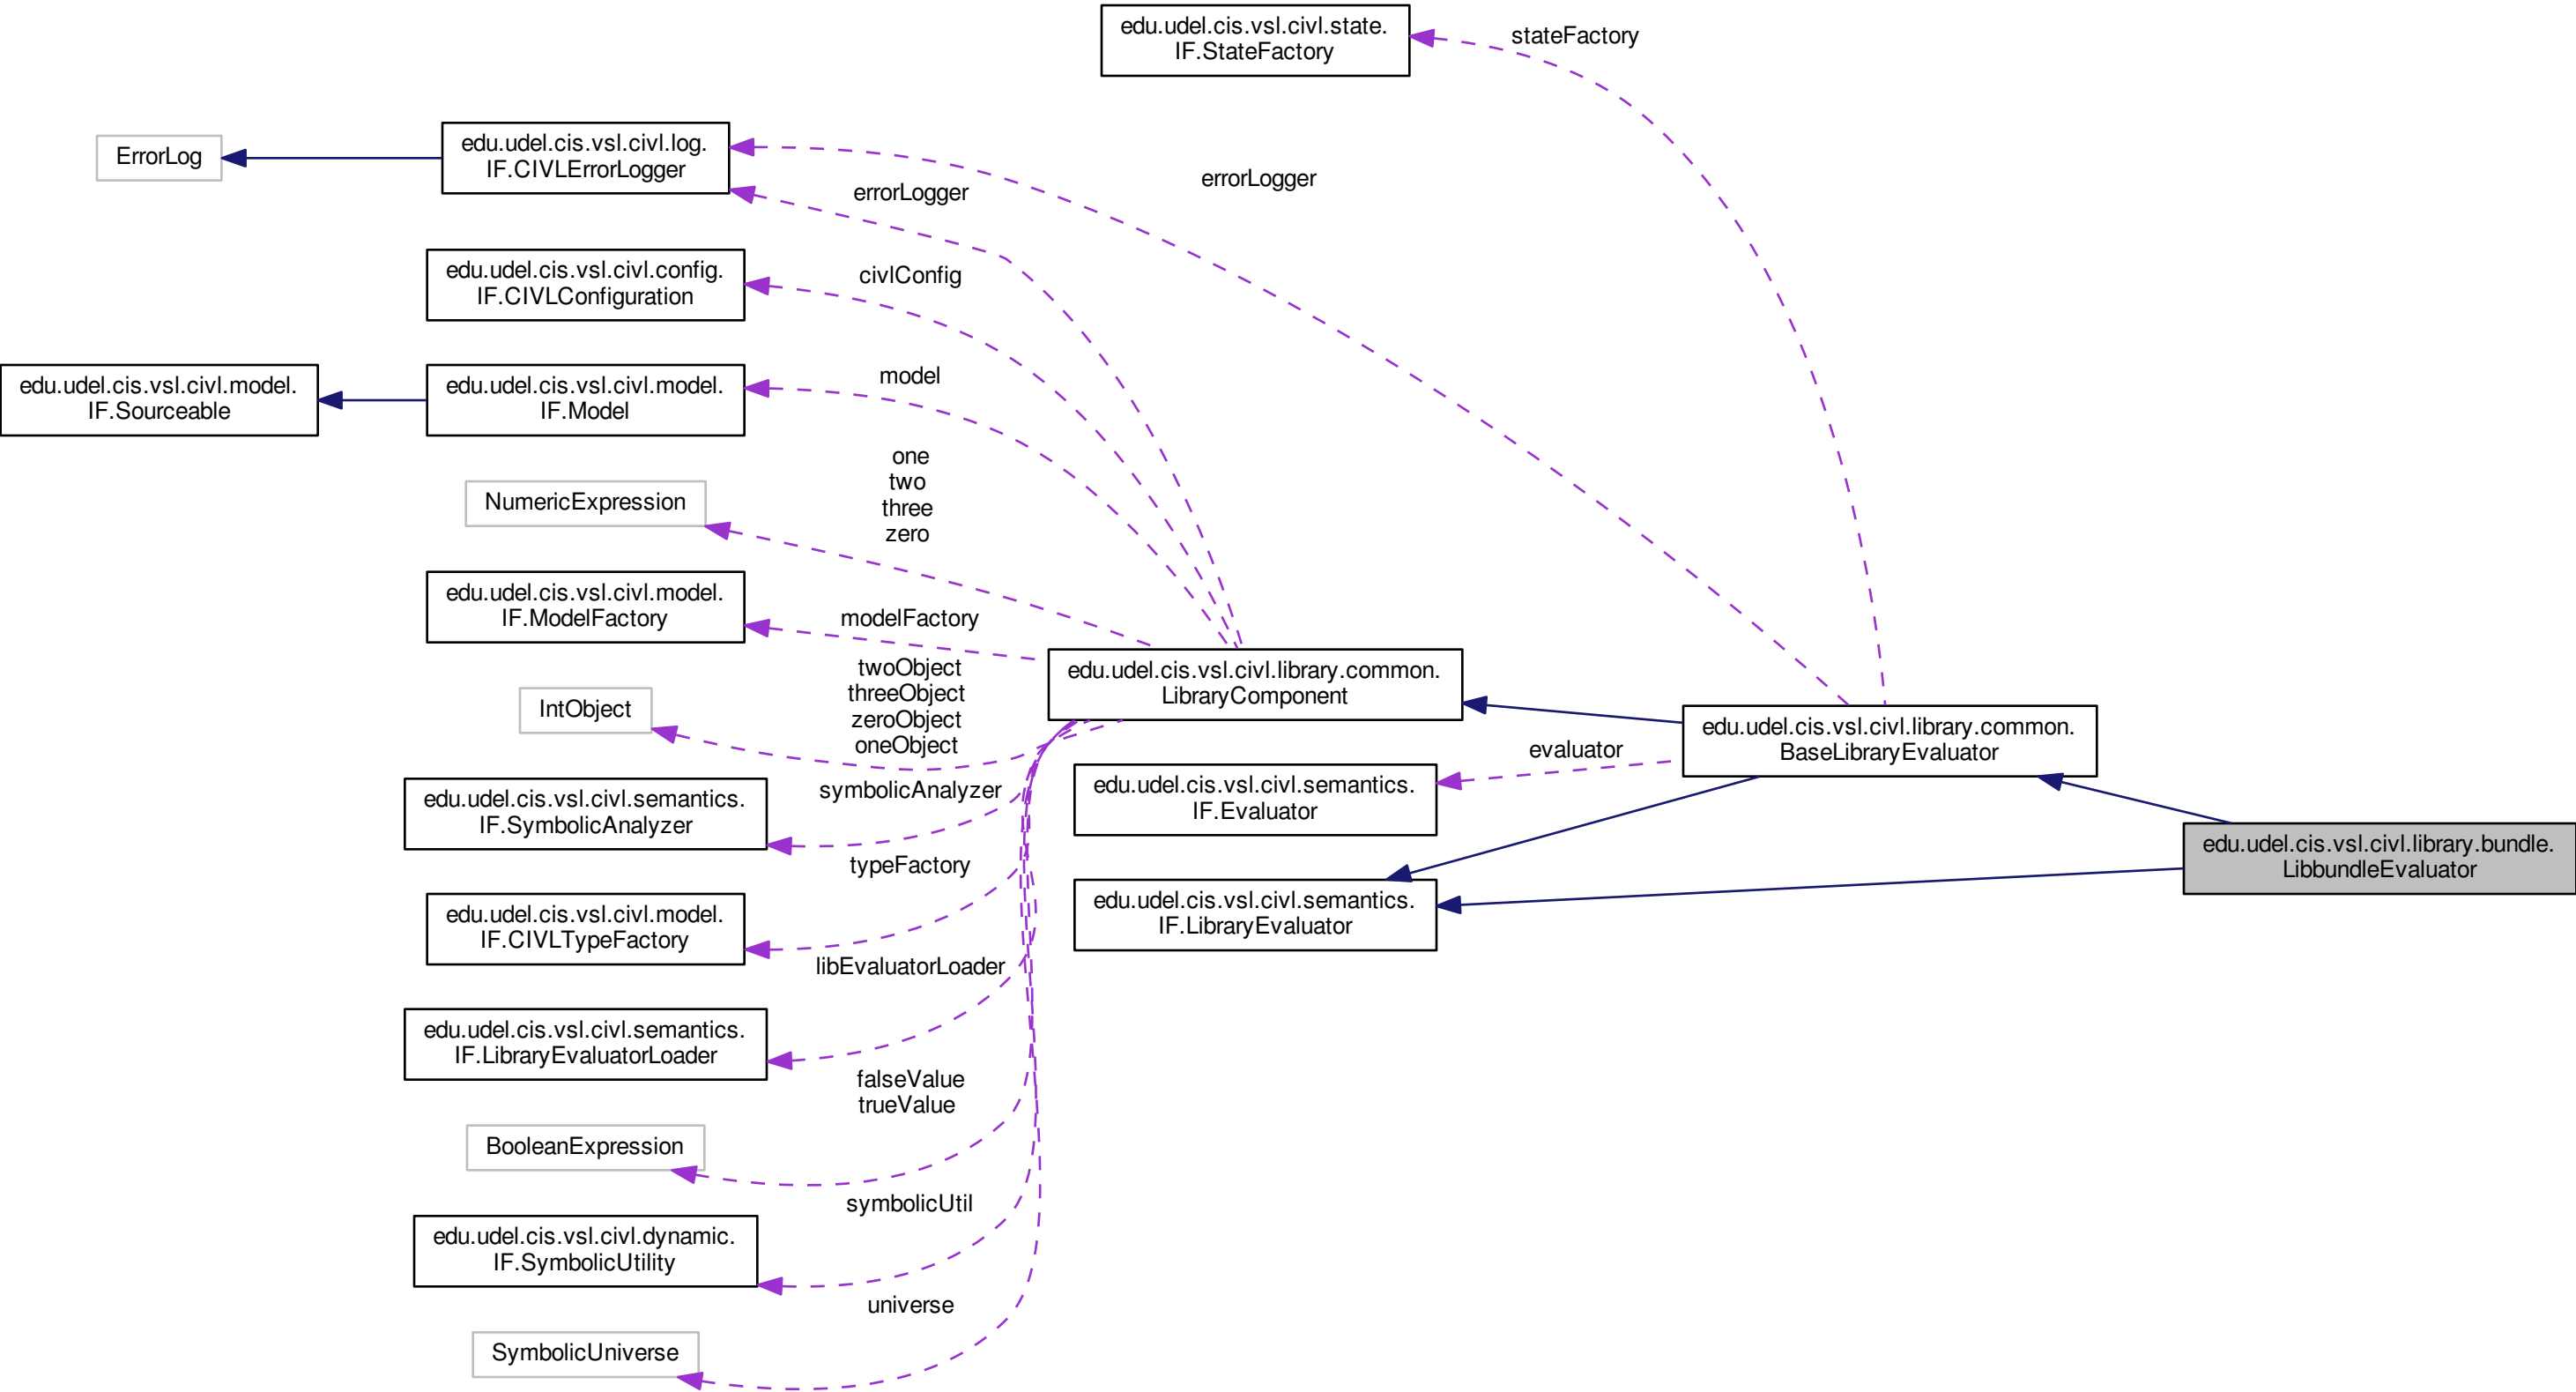 edu.udel.cis.vsl.civl.state.
IF.StateFactory
stateFactory
ErrorLog
edu.udel.cis.vsl.civl.log.
IF.CIVLErrorLogger
errorLogger
errorLogger
edu.udel.cis.vsl.civl.config.
IF.CIVLConfiguration
civlConfig
edu.udel.cis.vsl.civl.model.
IF.Sourceable
edu.udel.cis.vsl.civl.model.
IF.Model
model
NumericExpression
one
two
three
zero
edu.udel.cis.vsl.civl.model.
IF.ModelFactory
modelFactory
IntObject
twoObject
threeObject
zeroObject
oneObject
edu.udel.cis.vsl.civl.library.common.
LibraryComponent
edu.udel.cis.vsl.civl.library.common.
BaseLibraryEvaluator
evaluator
edu.udel.cis.vsl.civl.semantics.
IF.Evaluator
edu.udel.cis.vsl.civl.semantics.
IF.SymbolicAnalyzer
symbolicAnalyzer
edu.udel.cis.vsl.civl.library.bundle.
LibbundleEvaluator
edu.udel.cis.vsl.civl.semantics.
IF.LibraryEvaluator
edu.udel.cis.vsl.civl.model.
IF.CIVLTypeFactory
typeFactory
edu.udel.cis.vsl.civl.semantics.
IF.LibraryEvaluatorLoader
libEvaluatorLoader
BooleanExpression
falseValue
trueValue
edu.udel.cis.vsl.civl.dynamic.
IF.SymbolicUtility
symbolicUtil
SymbolicUniverse
universe